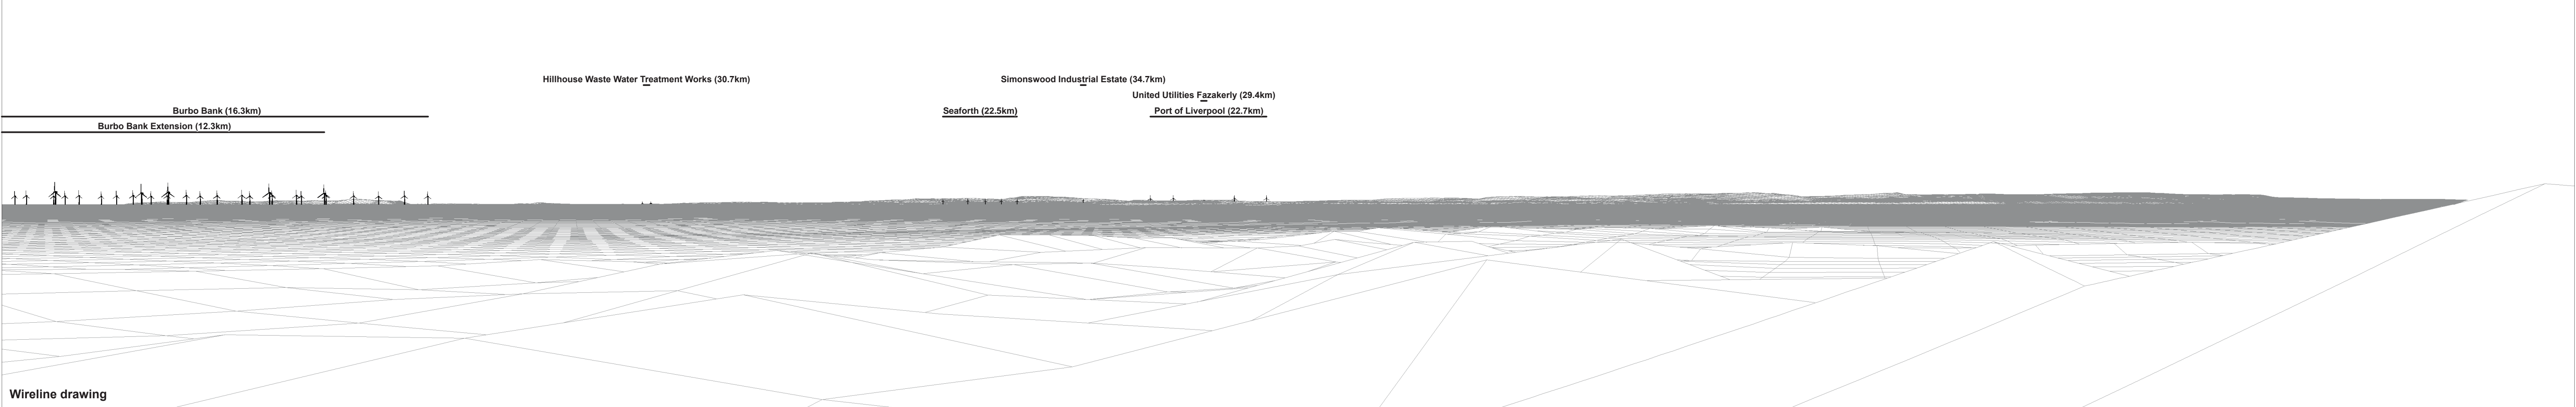 Hillhouse Waste Water Treatment Works (30.7km)
Simonswood Industrial Estate (34.7km)
United Utilities Fazakerly (29.4km)
Burbo Bank (16.3km)
Seaforth (22.5km)
Port of Liverpool (22.7km)
Burbo Bank Extension (12.3km)
Wireline drawing